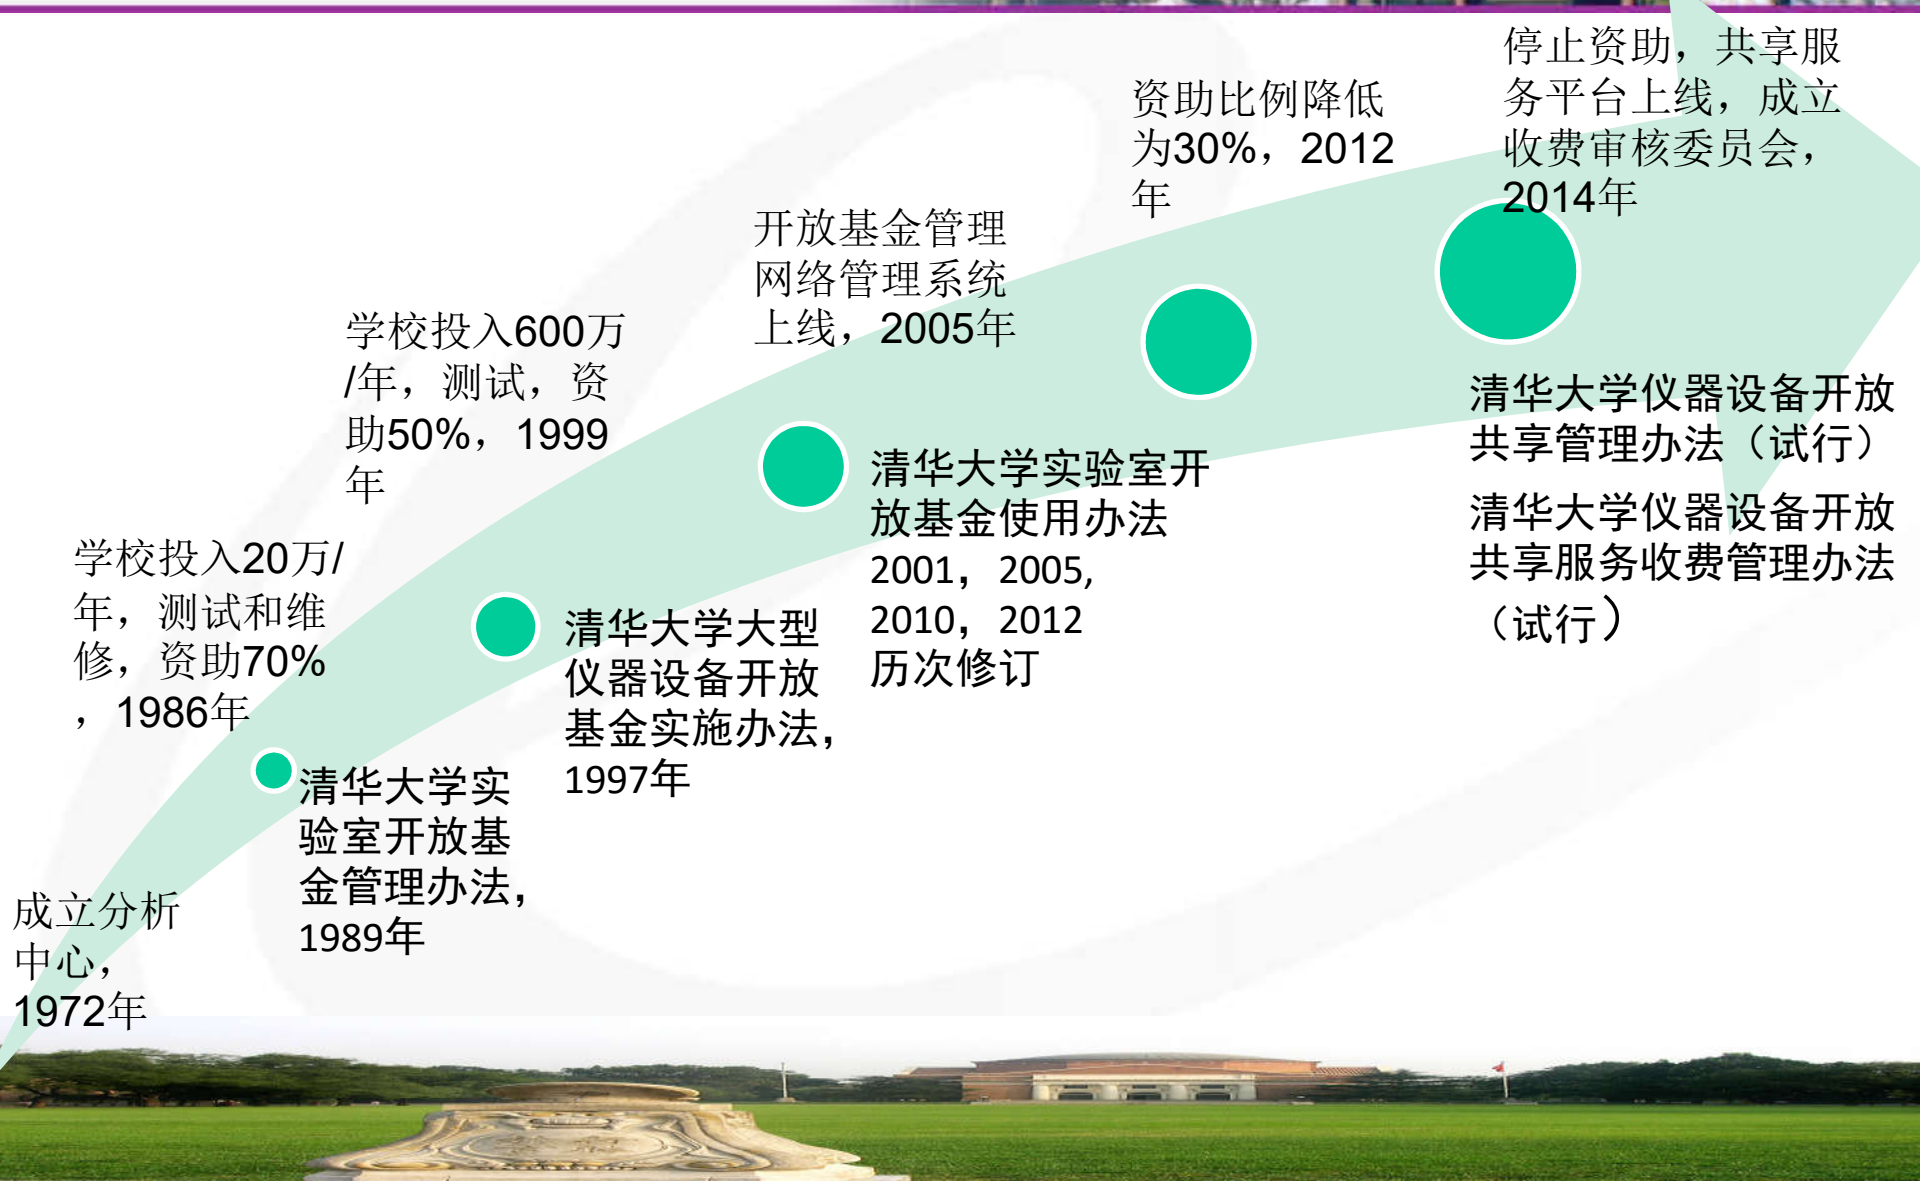 成立分析
中心，
1972年
学校投入20万/
年，测试和维
修，资助70%
，1986年
清华大学实
验室开放基
金管理办法，
1989年
学校投入600万
/年，测试，资
助50%，1999
年
清华大学大型
仪器设备开放
基金实施办法，
1997年
开放基金管理
网络管理系统
上线，2005年
清华大学实验室开
放基金使用办法
2001，2005,
2010，2012
历次修订
资助比例降低
为30%，2012
年
停止资助，共享服
务平台上线，成立
收费审核委员会，
2014年
清华大学仪器设备开放
共享管理办法（试行）
清华大学仪器设备开放
共享服务收费管理办法
（试行）